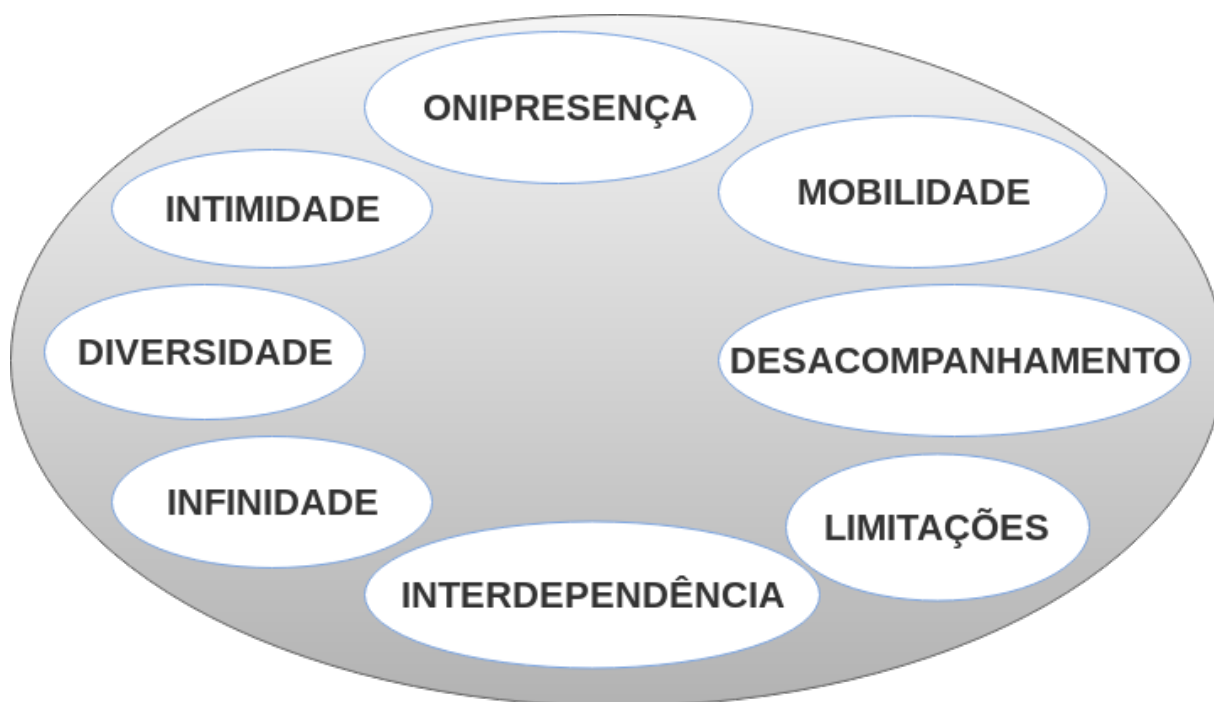 ONIPRESENÇA
MOBILIDADE
INTIMIDADE
DIVERSIDADE
DESACOMPANHAMENTO
INFINIDADE
LIMITAÇÕES
INTERDEPENDÊNCIA